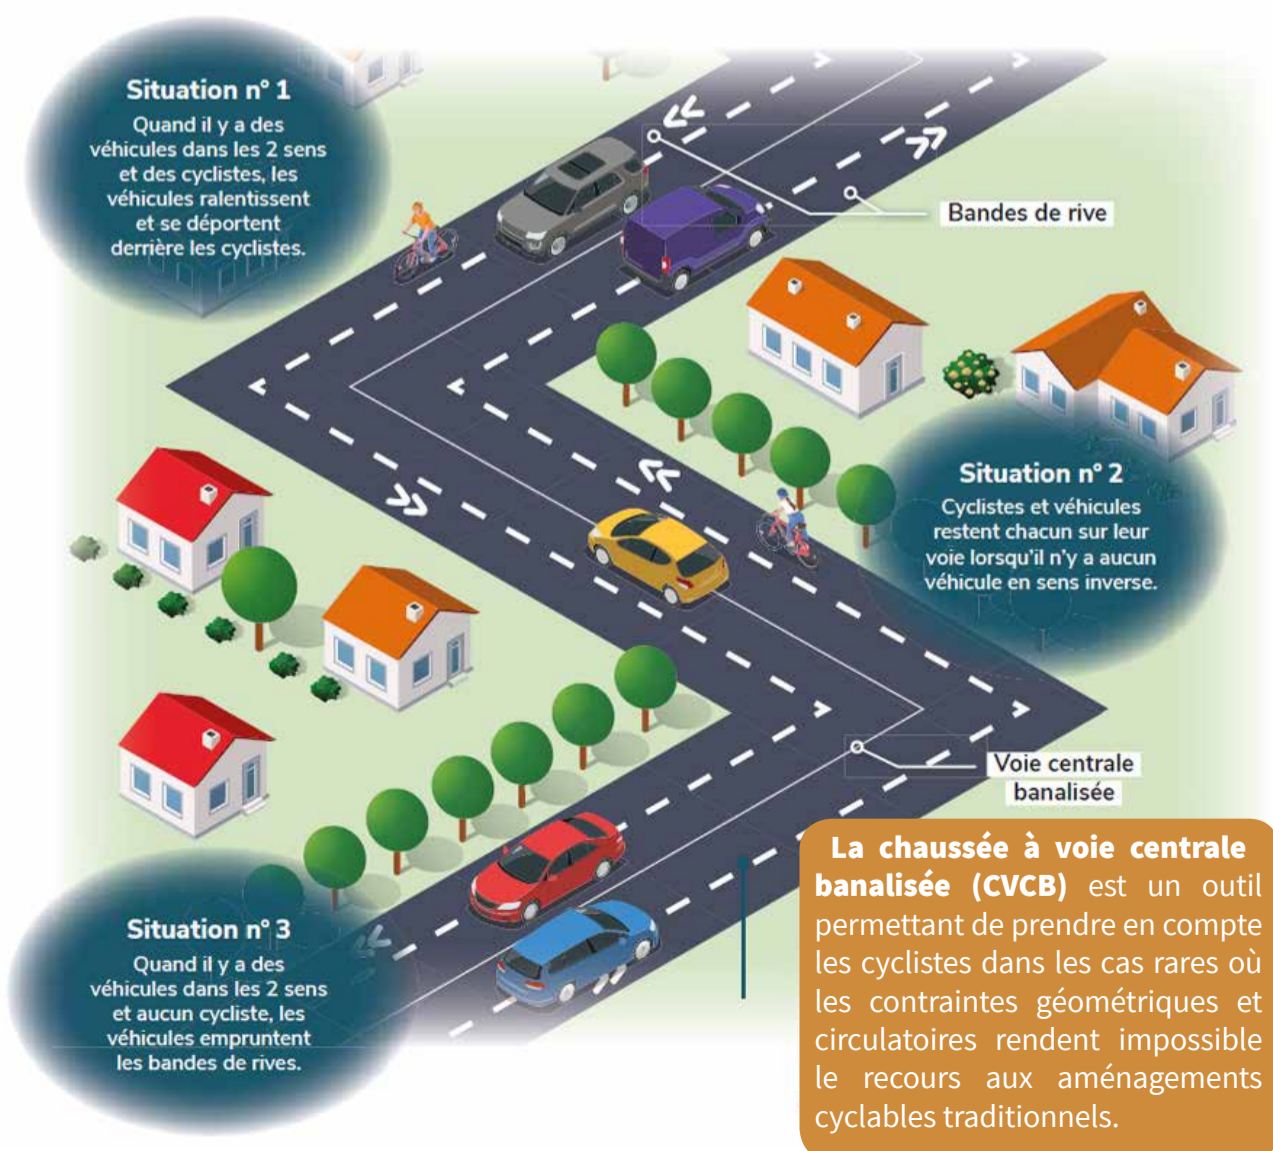 Situation n° 1
Quand il y a des
véhicules dans les 2 sens
et des cyclistes, les
véhicules ralentissent
et se déportent
derrière les cyclistes.
Bandes de rive
Situation n° 2
Cyclistes et véhicules
restent chacun sur leur
voie lorsqu'il n'y a aucun
véhicule en sens inverse.
Voie centrale
banalisée
La chaussée à voie centrale
banalisée (CVCB) est un outil
permettant de prendre en compte
les cyclistes dans les cas rares où
les contraintes géométriques et
circulatoires rendent impossible
le recours aux aménagements
cyclables traditionnels.
Situation n° 3
Quand il y a des
véhicules dans les 2 sens
et aucun cycliste, les
véhicules empruntent
les bandes de rives.